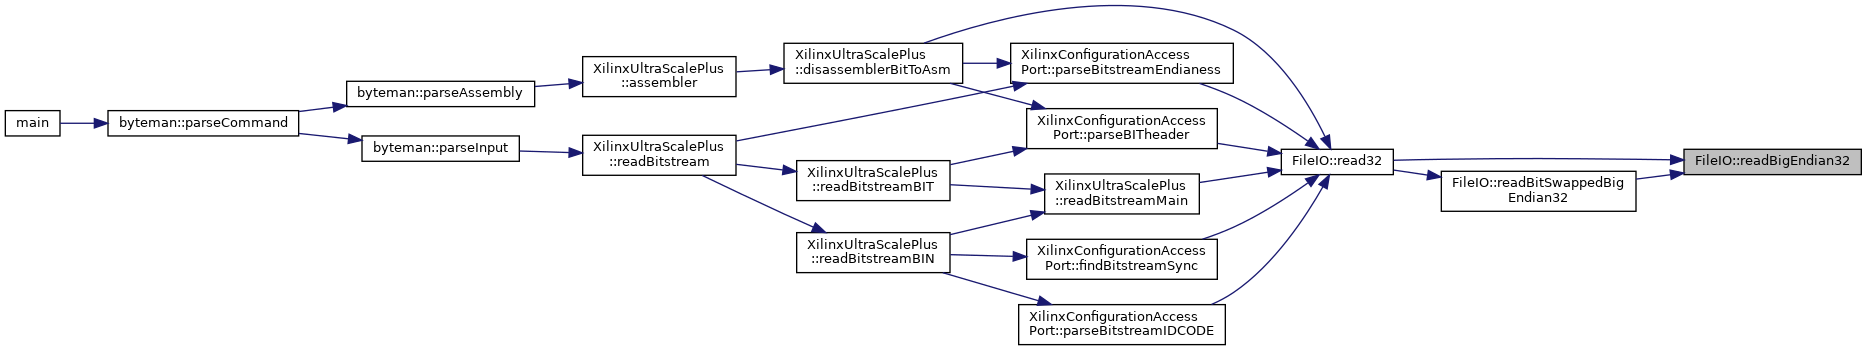 main
byteman::parseCommand
byteman::parseAssembly
byteman::parseInput
XilinxUltraScalePlus
::assembler
XilinxUltraScalePlus
::readBitstream
XilinxUltraScalePlus
::disassemblerBitToAsm
XilinxUltraScalePlus
::readBitstreamBIT
XilinxUltraScalePlus
::readBitstreamBIN
XilinxConfigurationAccess
Port::parseBitstreamEndianess
XilinxConfigurationAccess
Port::parseBITheader
XilinxUltraScalePlus
::readBitstreamMain
XilinxConfigurationAccess
Port::findBitstreamSync
XilinxConfigurationAccess
Port::parseBitstreamIDCODE
FileIO::read32
FileIO::readBitSwappedBig
Endian32
FileIO::readBigEndian32